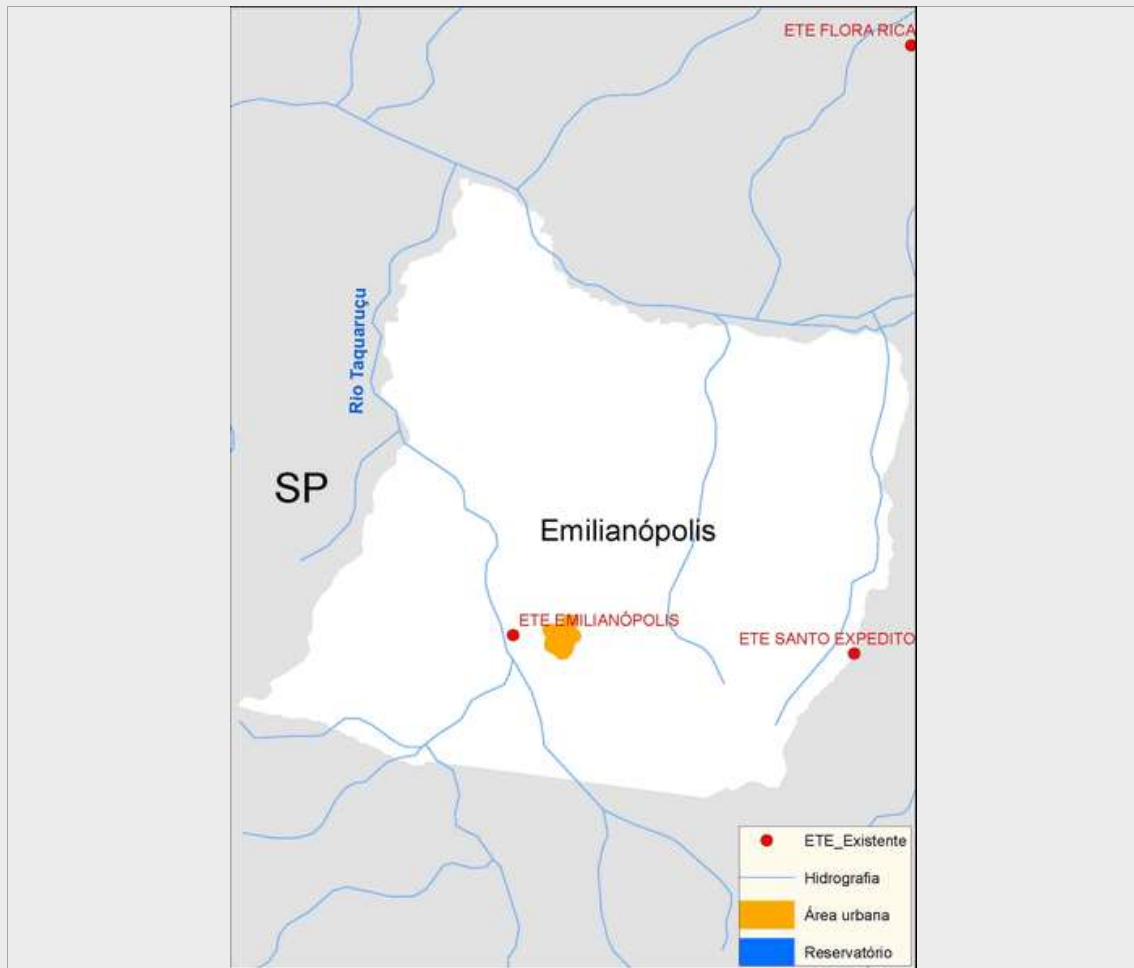 ETE FLORA RICA
Rio Taquaruçu
SP
Emilianópolis
ETE EMILIANÓPOLIS
ETE SANTO EXPEDITO
ETE_Existente
Hidrografia
Área urbana
Reservatório